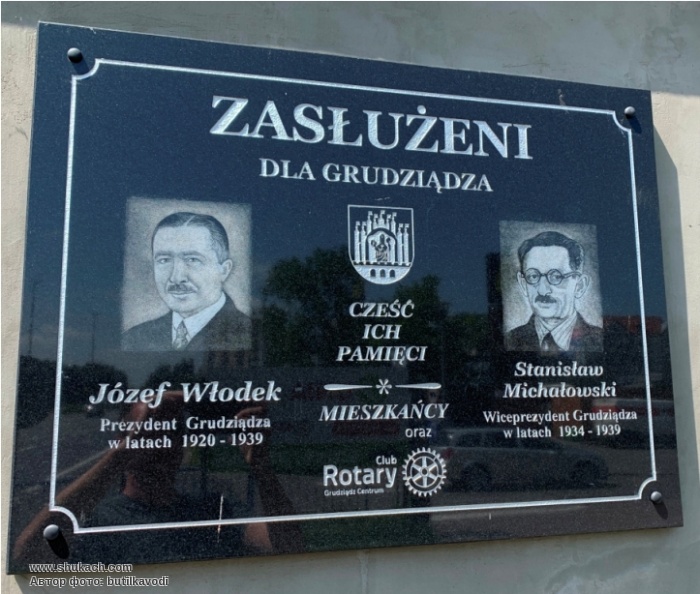 ZASŁUŻENI
DLA GRUDZIĄDZA
CZEŚĆ
ICH
PAMIĘCI
MIESZKAŃCY
oraz
Club
Rotary
Grudziądz Centrum
Józef Włodek
Prezydent Grudziądza
w latach 1920 - 1939
Stanisław
Michałowski
Wiceprezydent Grudziądza
w latach 1934 - 1939
www.shukach.com
Автор фото: butilkavodi